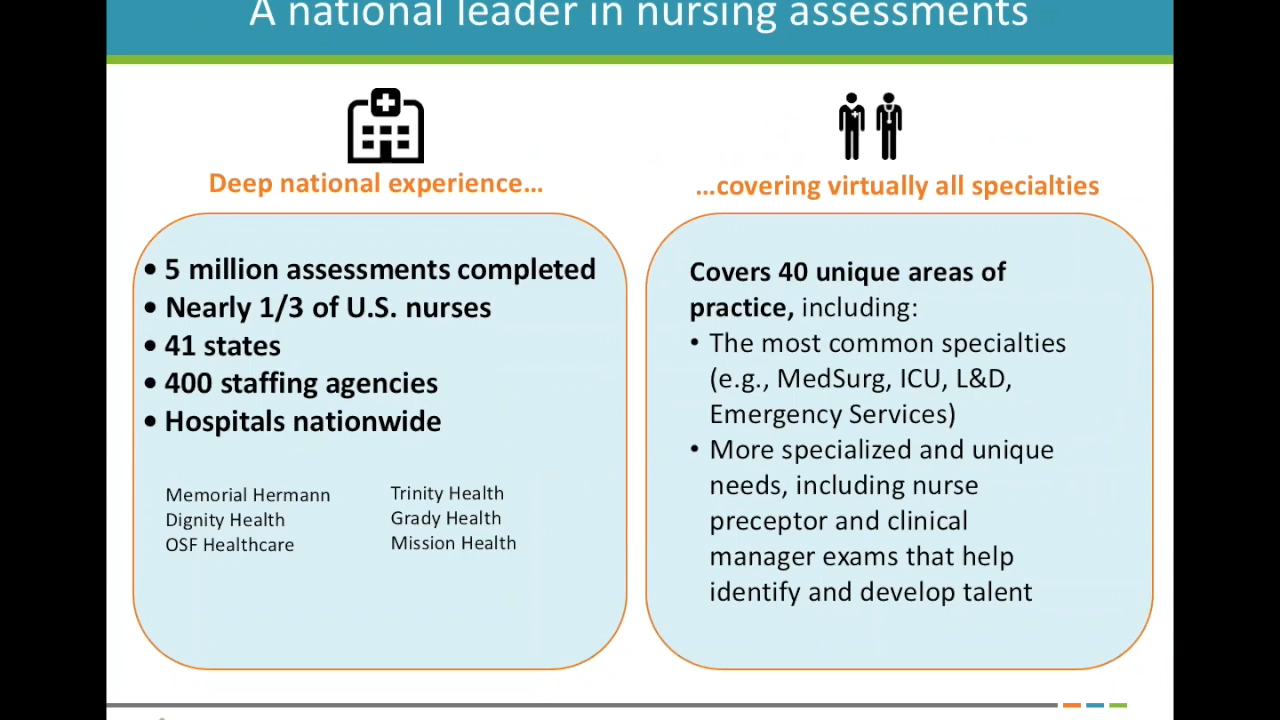 A national leader in nursing assessments
Deep national experience…
• 5 million assessments completed
• Nearly 1/3 of U.S. nurses
• 41 states
• 400 staffing agencies
• Hospitals nationwide
Memorial Hermann
Dignity Health
OSF Healthcare
Trinity Health
Grady Health
Mission Health
…covering virtually all specialties
Covers 40 unique areas of
practice, including:
• The most common specialties
(e.g., MedSurg, ICU, L&D,
Emergency Services)
• More specialized and unique
needs, including nurse
preceptor and clinical
manager exams that help
identify and develop talent